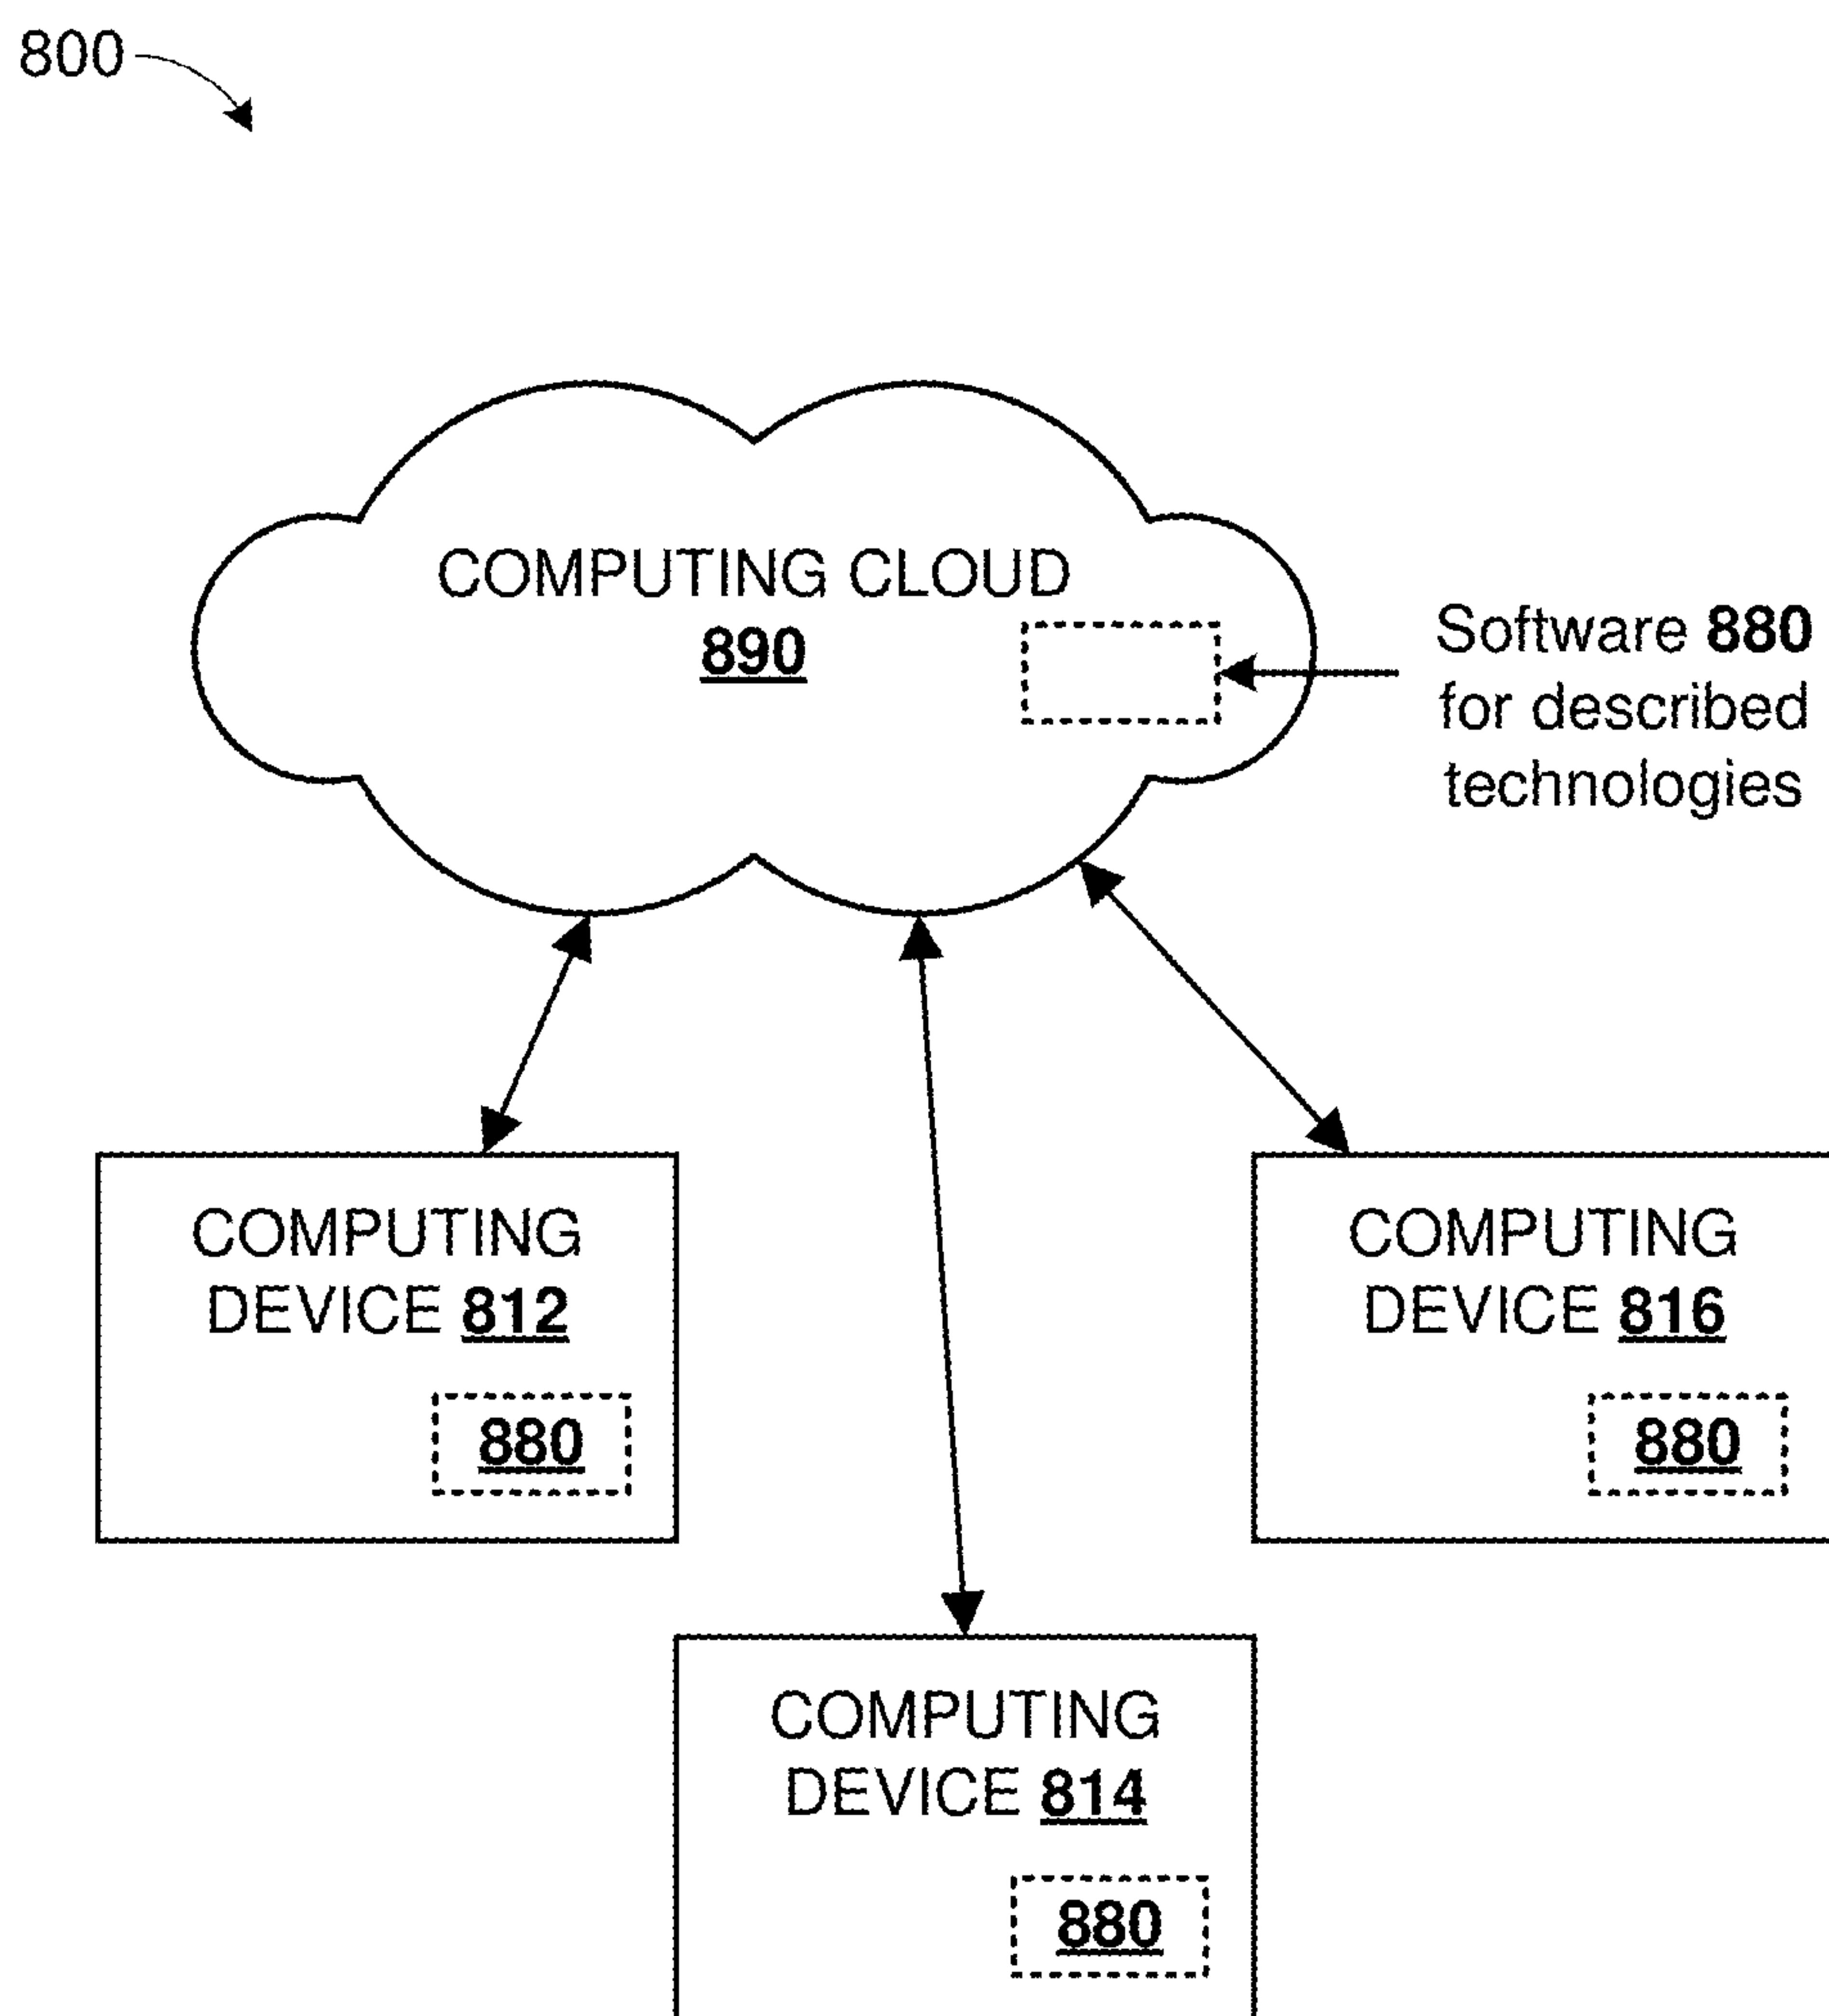 800
COMPUTING CLOUD
890
Software 880
for described
technologies
COMPUTING
DEVICE 812
880
COMPUTING
DEVICE 816
880
COMPUTING
DEVICE 814
880